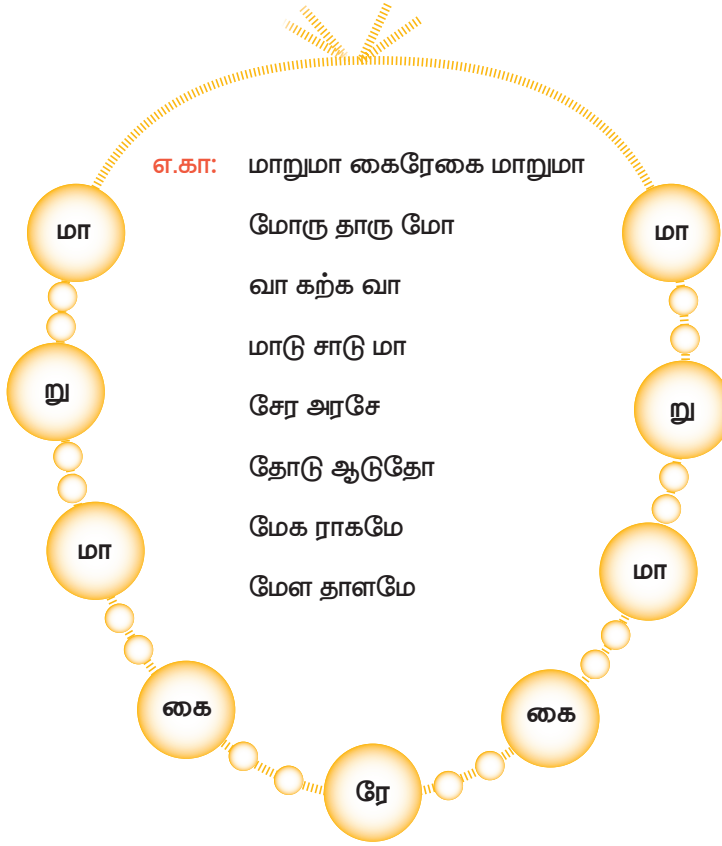 எ.கா: மாறுமா கைரேகை மாறுமா
மோரு தாரு மோ
வா கற்க வா
மாடு சாடு மா
சேர அரசே
தோடு ஆடுதோ
மேக ராகமே
மேள தாளமே
மா
று
மா
கை
ரே
கை
மா
று
மா